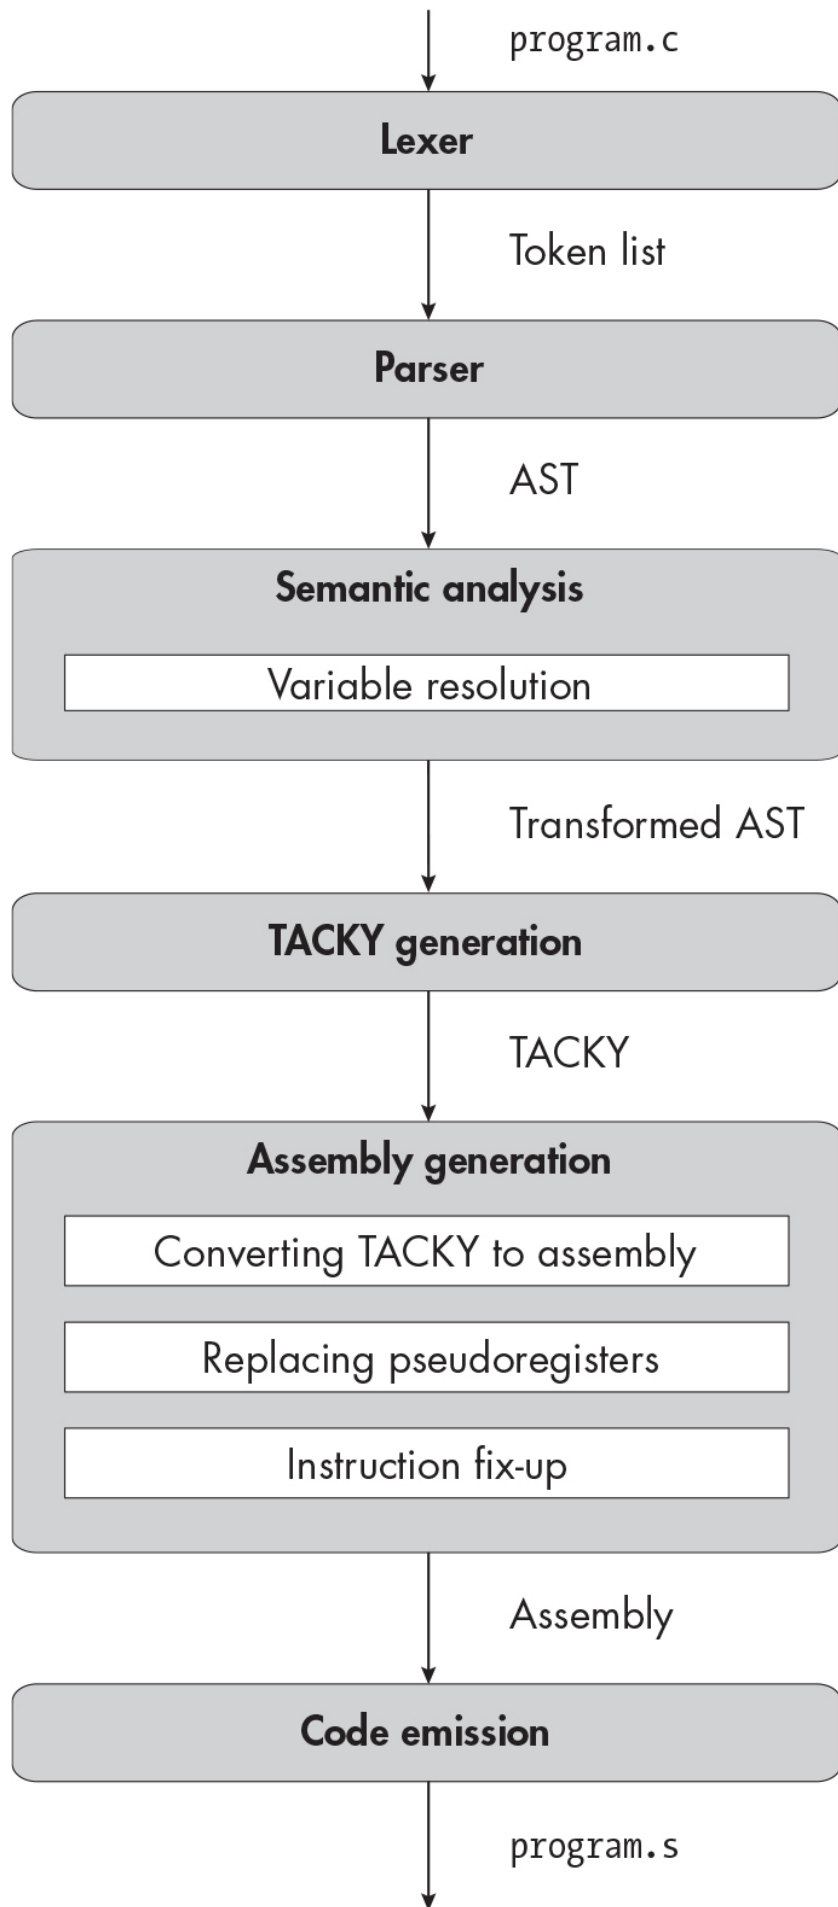 program.c
Lexer
Token list
Parser
AST
Semantic analysis
Variable resolution
Transformed AST
TACKY generation
TACKY
Assembly generation
Converting TACKY to assembly
Replacing pseudoregisters
Instruction fix-up
Assembly
Code emission
program.s